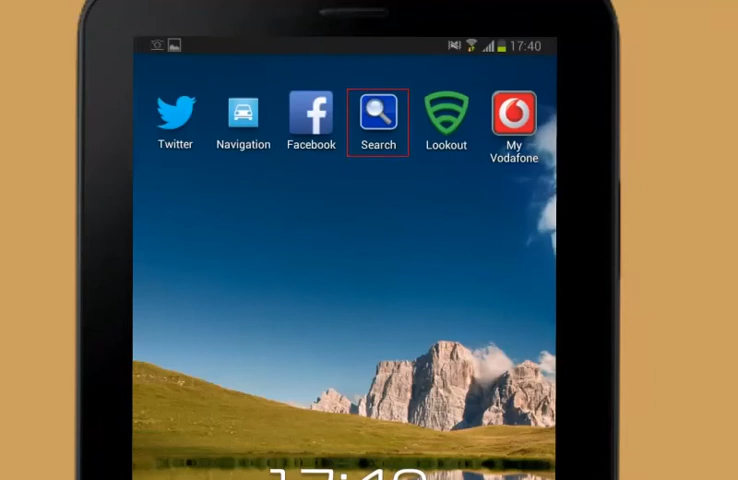 17:40
Twitter
Navigation
Facebook
Search
Lookout
My
Vodafone